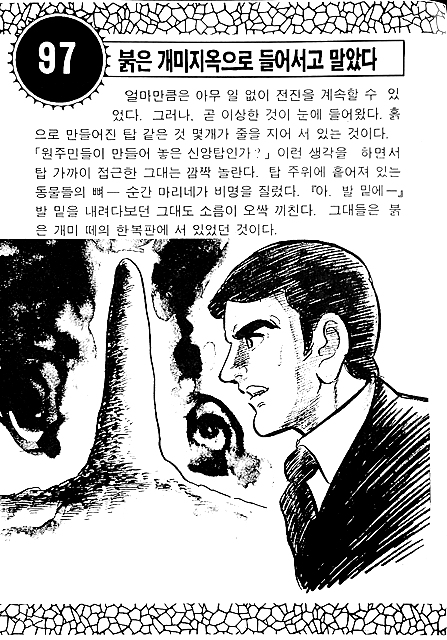 97
붉은 개미지옥으로 들어서고 말았다
얼마만큼은 아무 일 없이 전진을 계속할 수 있
었다. 그러나, 곧 이상한 것이 눈에 들어왔다. 흙
으로 만들어진 탑 같은 것 몇개가 줄을 지어 서 있는 것이다.
「원주민들이 만들어 놓은 신앙탑인가?」 이런 생각을 하면서
탑 가까이 접근한 그대는 깜짝 놀란다. 탑 주위에 흩어져 있는
동물들의 뼈— 순간 마리네가 비명을 질렀다. 『아. 발 밑에—』
발 밑을 내려다보던 그대도 소름이 오싹 끼친다. 그대들은 붉
은 개미 떼의 한복판에 서 있었던 것이다.